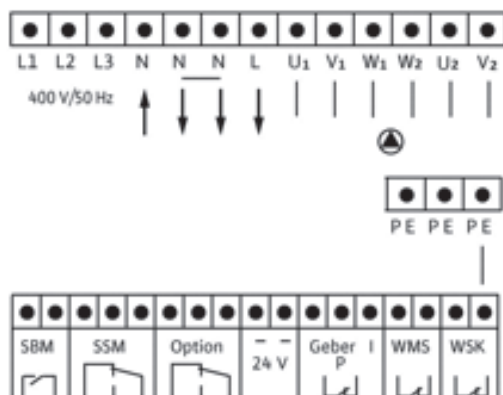 L1 L2 L3 N N N L U1 V1 W1 W2 U2 V2
400 V/50 Hz
PE PE PE
SBM SSM Option 24 V Geber I WMS WSK
P